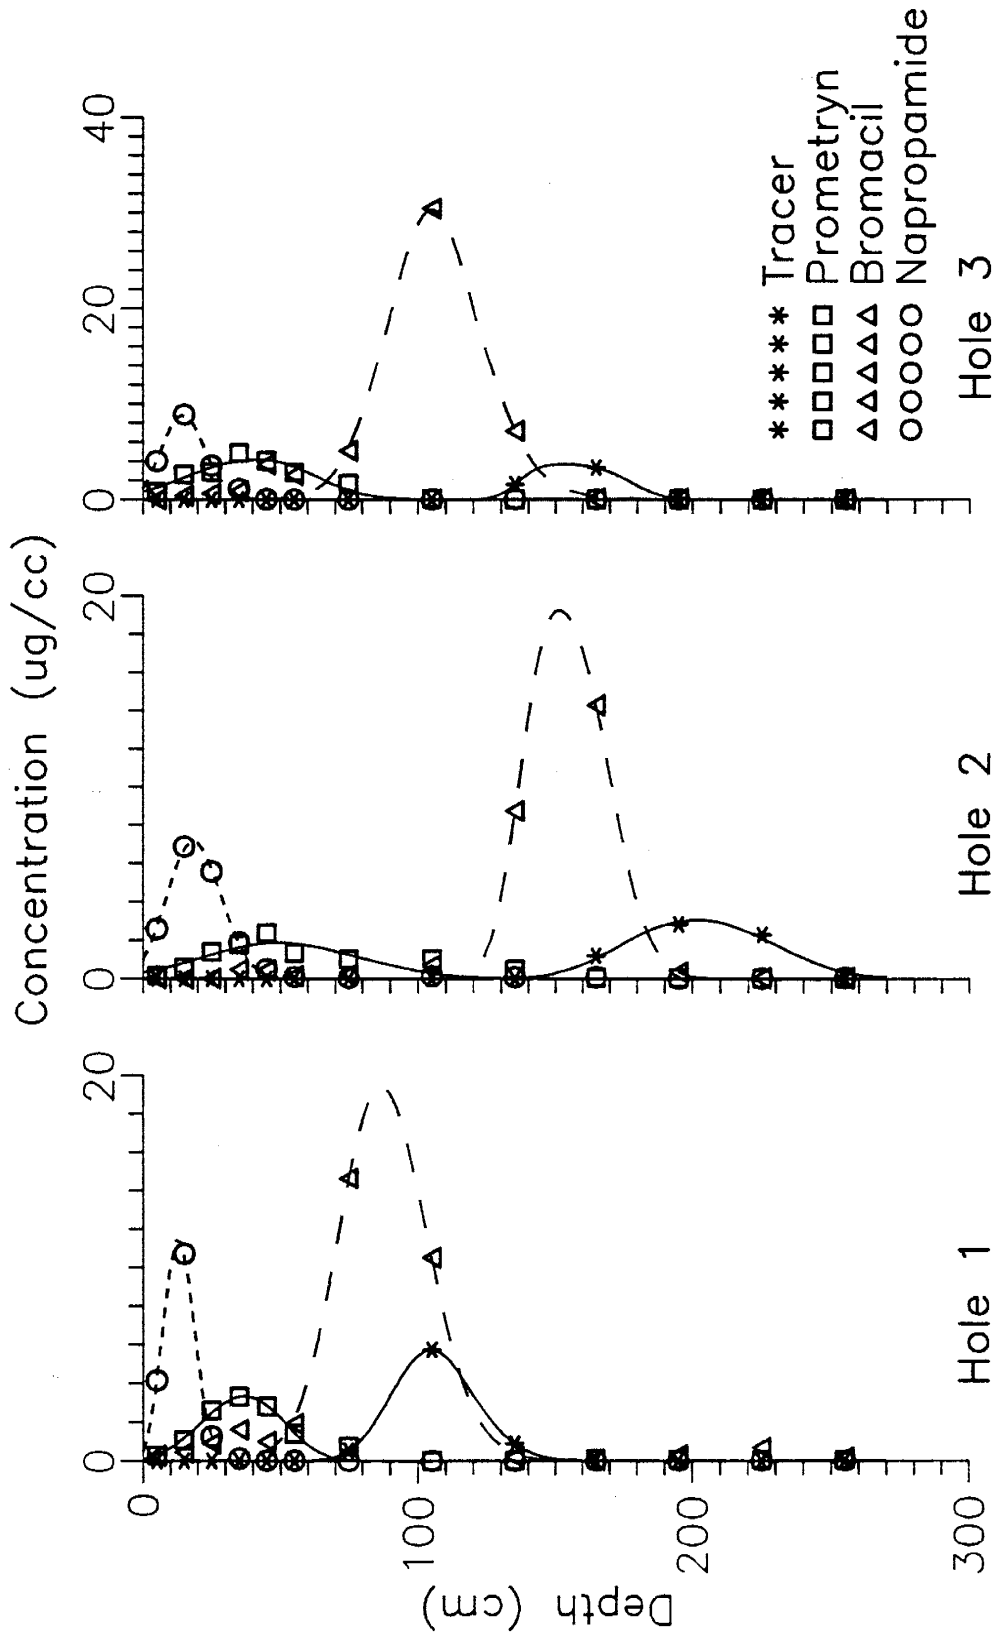 Concentration (ug/cc)
0
20
0
20
0
20
40
0
100
200
300
Depth (cm)
Tracer
Prometryn
Bromacil
Napropamide
Hole 1
Hole 2
Hole 3